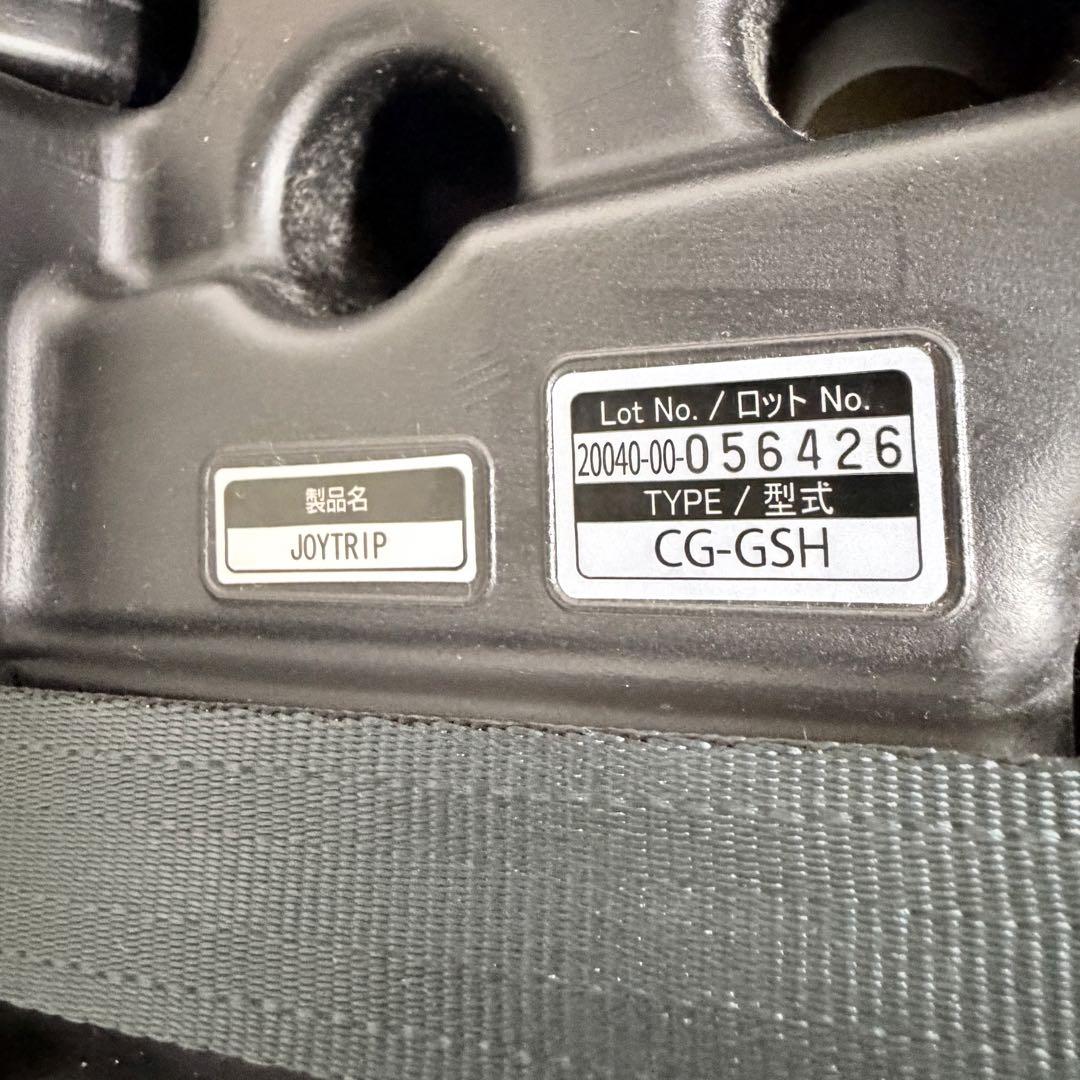 製品名
JOYTRIP
Lot No. / ロット No.
20040-00-056426
TYPE / 型式
CG-GSH